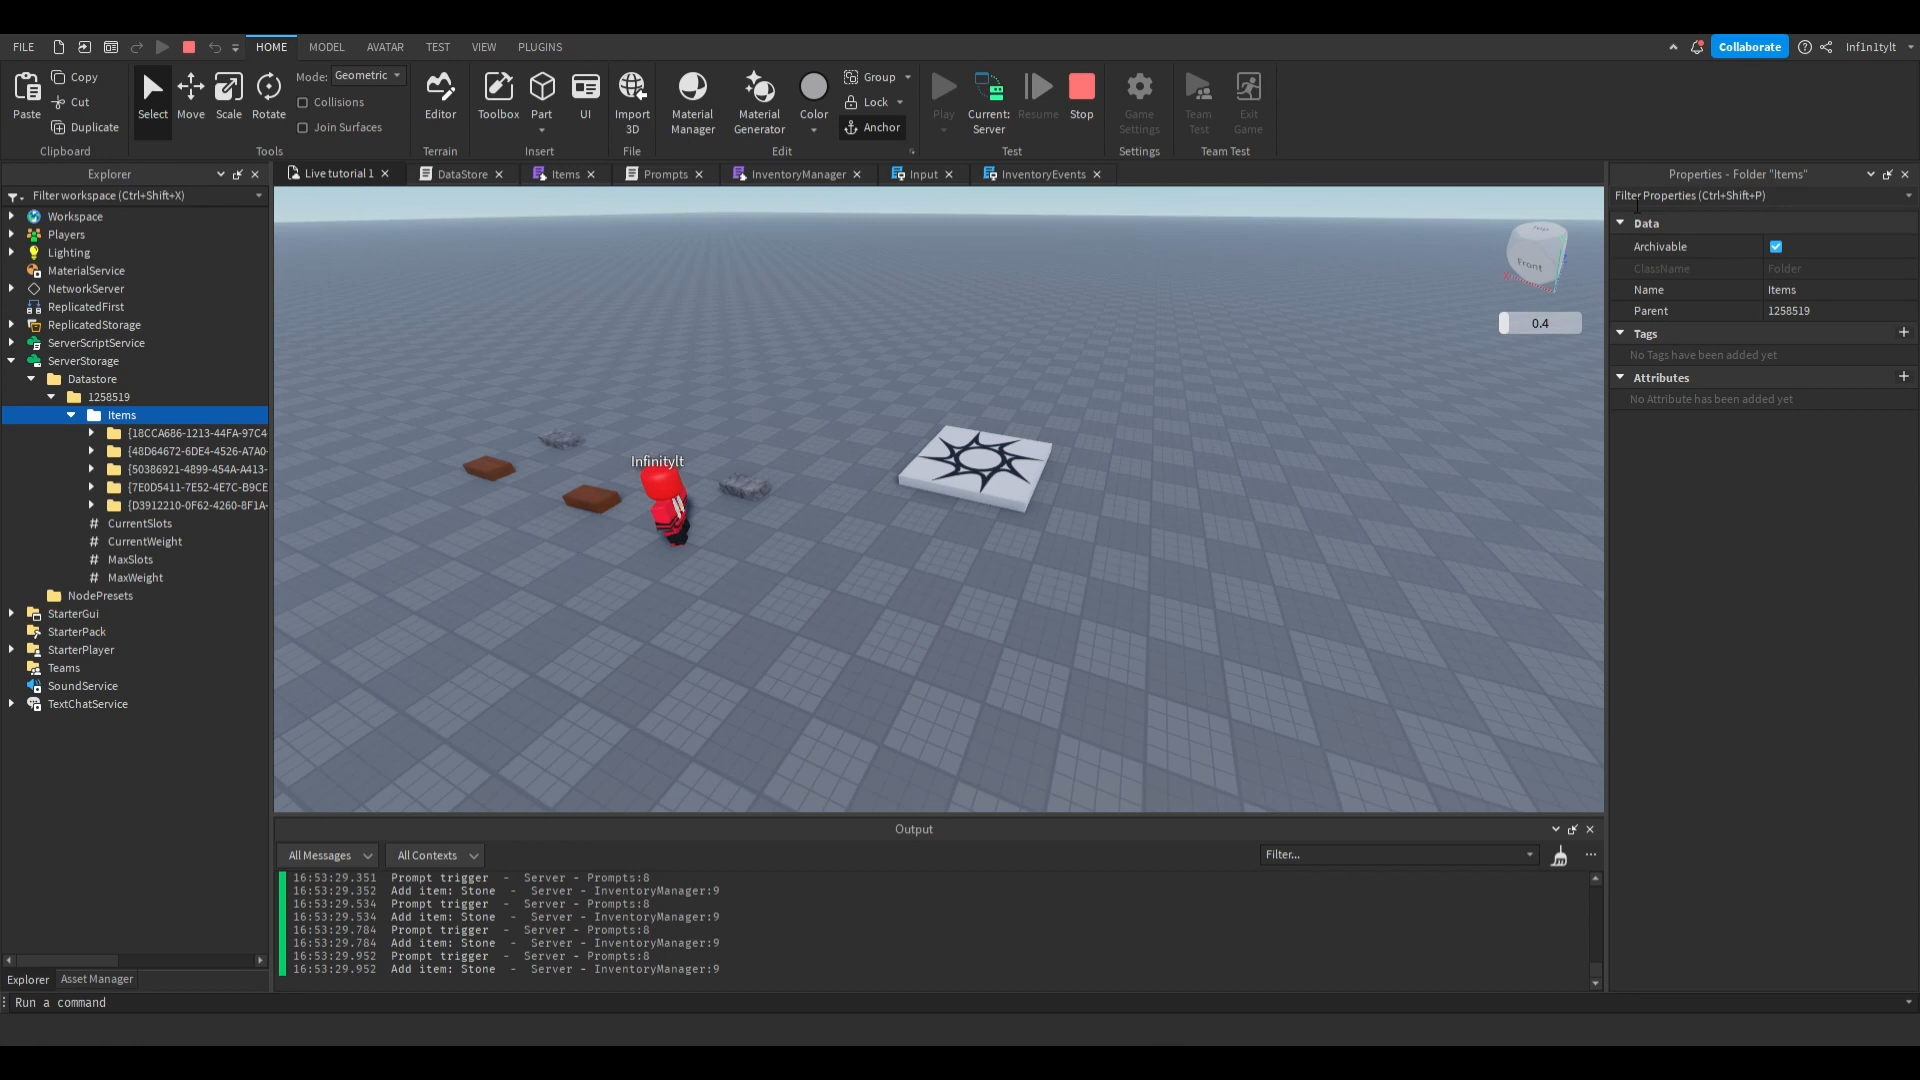 FILE HOME MODEL AVATAR TEST VIEW PLUGINS Collaborate Inf1n1tylt
Paste Copy Cut Duplicate Clipboard
Select Move Scale Rotate Mode: Geometric Collisions Join Surfaces Tools
Editor Terrain
Toolbox Part UI Insert
Import 3D File
Material Manager Material Generator Color Group Lock Anchor Edit
Play Current: Server Resume Stop Test
Game Settings Settings
Team Test Exit Game Team Test
Explorer
Filter workspace (Ctrl+Shift+X)
Workspace
Players
Lighting
MaterialService
NetworkServer
ReplicatedFirst
ReplicatedStorage
ServerScriptService
ServerStorage
Datastore
1258519
Items
{18CCA686-1213-44FA-97C4-
{48D64672-6DE4-4526-A7A0-
{50386921-4899-454A-A413-
{7E0D5411-7E52-4E7C-B9CE
{D3912210-0F62-4260-8F1A-
# CurrentSlots
# CurrentWeight
# MaxSlots
# MaxWeight
NodePresets
StarterGui
StarterPack
StarterPlayer
Teams
SoundService
TextChatService
Explorer Asset Manager
Live tutorial 1 DataStore Items Prompts InventoryManager Input InventoryEvents
Front
0.4
Infinitylt
Output
All Messages All Contexts Filter...
16:53:29.351 Prompt trigger - Server - Prompts:8
16:53:29.352 Add item: Stone - Server - InventoryManager:9
16:53:29.534 Prompt trigger - Server - Prompts:8
16:53:29.534 Add item: Stone - Server - InventoryManager:9
16:53:29.784 Prompt trigger - Server - Prompts:8
16:53:29.784 Add item: Stone - Server - InventoryManager:9
16:53:29.952 Prompt trigger - Server - Prompts:8
16:53:29.952 Add item: Stone - Server - InventoryManager:9
Properties - Folder "Items"
Filter Properties (Ctrl+Shift+P)
Data
Archivable
ClassName Folder
Name Items
Parent 1258519
Tags
No Tags have been added yet
Attributes
No Attribute has been added yet
Run a command